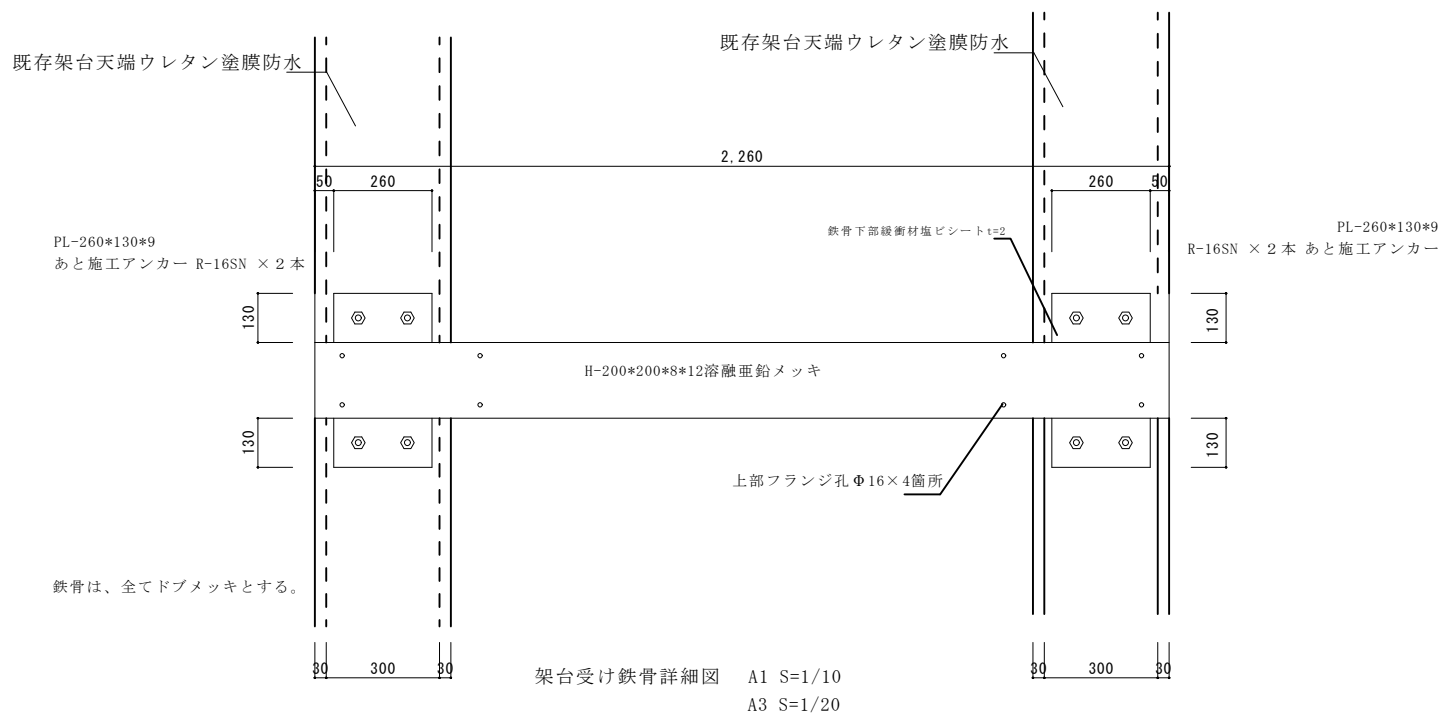 既存架台天端ウレタン塗膜防水
既存架台天端ウレタン塗膜防水
2,260
50
260
260
50
PL-260*130*9
あと施工アンカー R-16SN ×２本
鉄骨下部緩衝材塩ビシートt=2
PL-260*130*9
R-16SN ×２本 あと施工アンカー
130
130
H-200*200*8*12溶融亜鉛メッキ
130
130
上部フランジ孔Φ16×4箇所
鉄骨は、全てドブメッキとする。
30
300
30
30
300
30
架台受け鉄骨詳細図 A1 S=1/10
A3 S=1/20